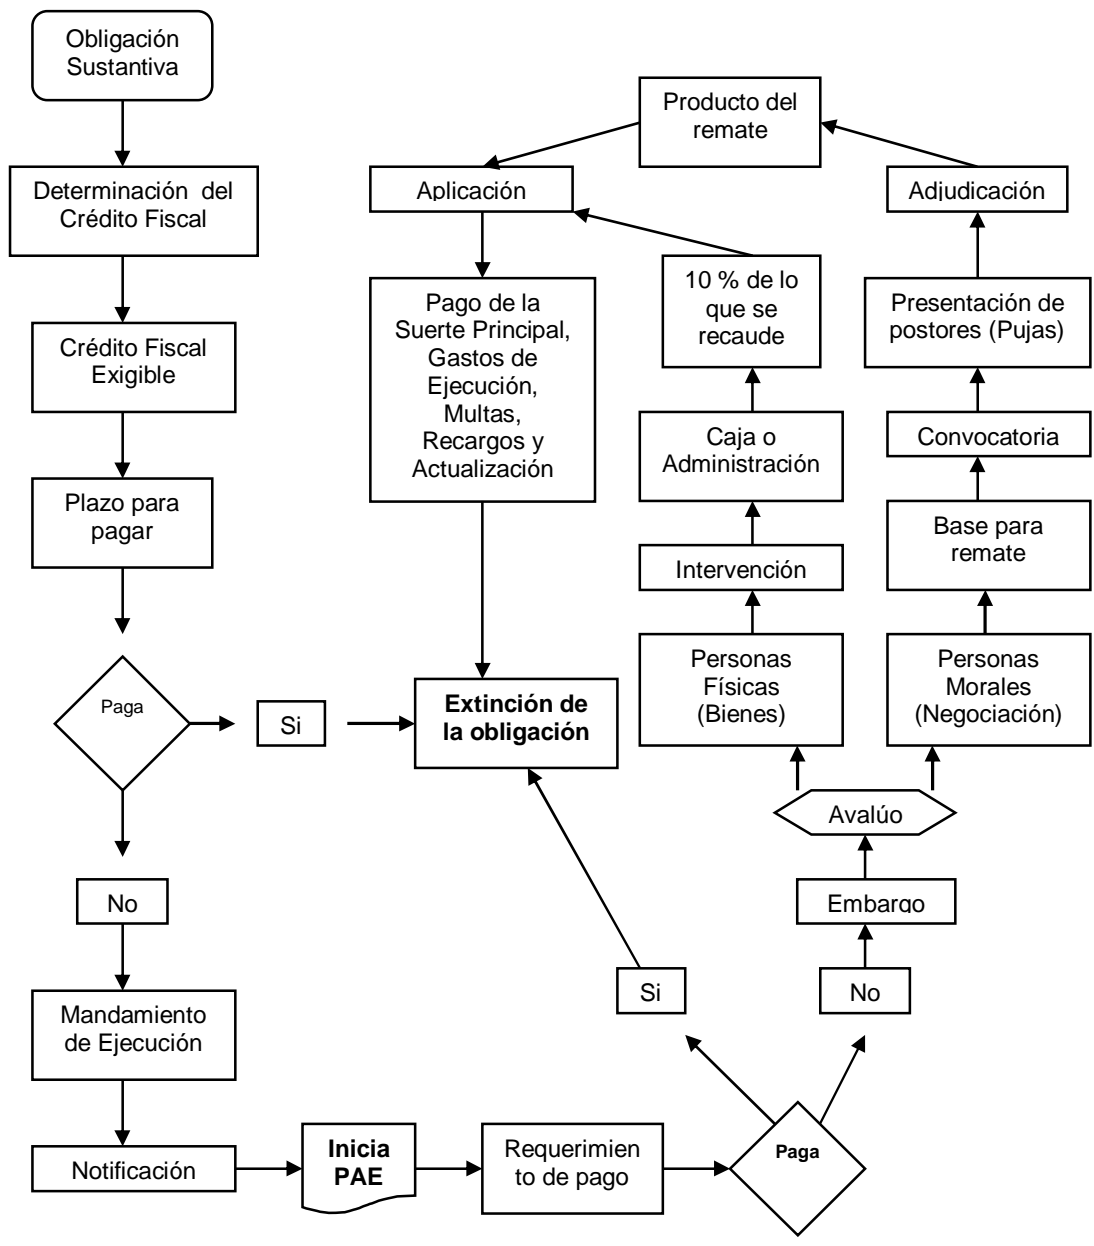 Obligación
Sustantiva
Determinación del
Crédito Fiscal
Crédito Fiscal
Exigible
Plazo para
pagar
Paga
Si
No
Mandamiento
de Ejecución
Notificación
Inicia
PAE
Requerimien
to de pago
Paga
Si
No
Embargo
Avalúo
Personas
Físicas
(Bienes)
Personas
Morales
(Negociación)
Intervención
Caja o
Administración
10 % de lo
que se
recaude
Base para
remate
Convocatoria
Presentación de
postores (Pujas)
Adjudicación
Producto del
remate
Aplicación
Pago de la
Suerte Principal,
Gastos de
Ejecución,
Multas,
Recargos y
Actualización
Extinción de
la obligación